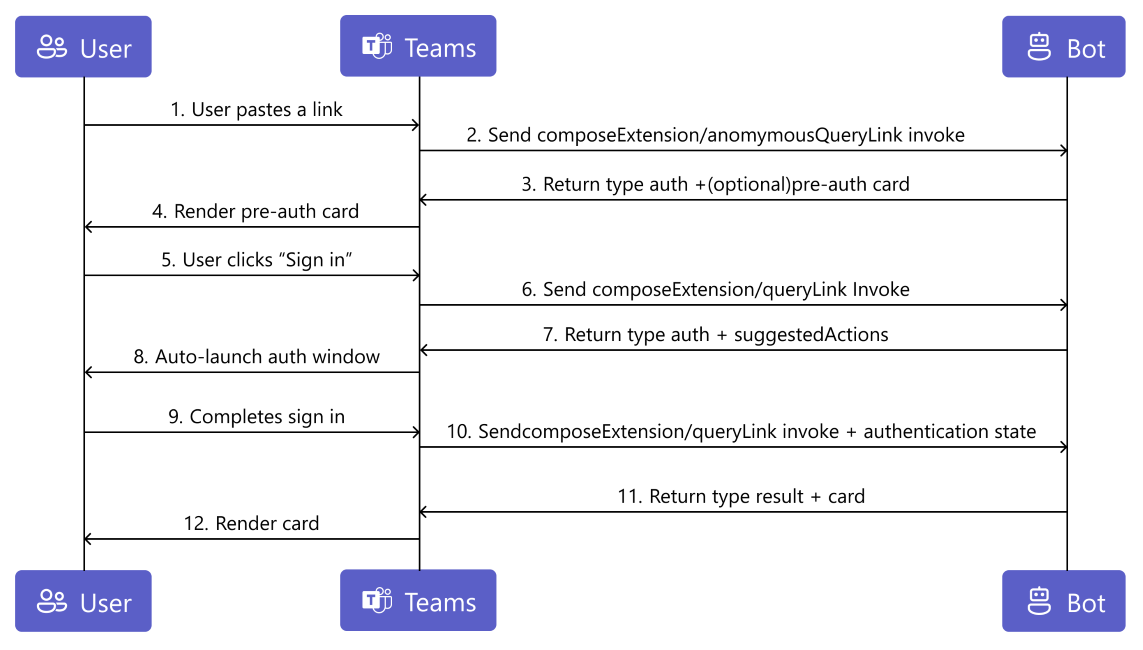 User
Teams
Bot
1. User pastes a link
2. Send composeExtension/anomymousQueryLink invoke
3. Return type auth +(optional)pre-auth card
4. Render pre-auth card
5. User clicks “Sign in”
6. Send composeExtension/queryLink Invoke
7. Return type auth + suggestedActions
8. Auto-launch auth window
9. Completes sign in
10. SendcomposeExtension/queryLink invoke + authentication state
11. Return type result + card
12. Render card
User
Teams
Bot